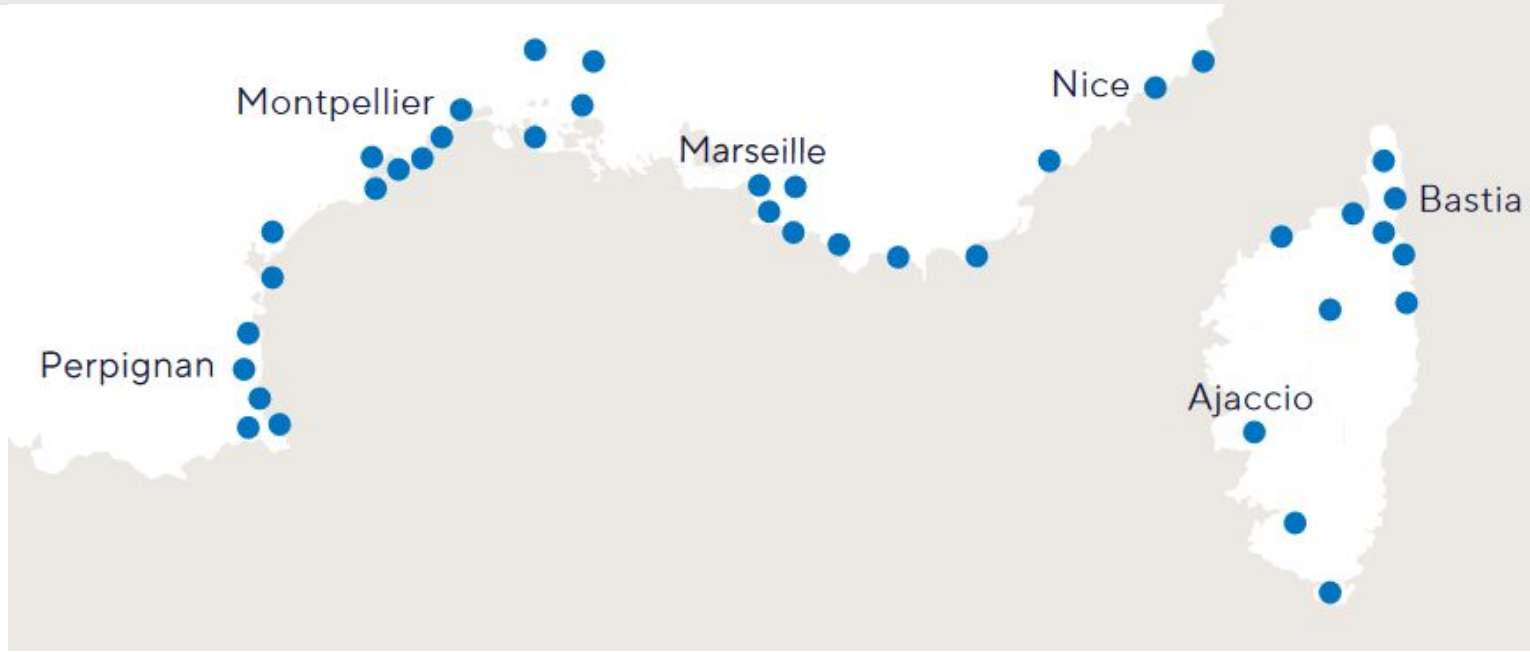 Nice
Montpellier
Marseille
Bastia
Perpignan
Ajaccio